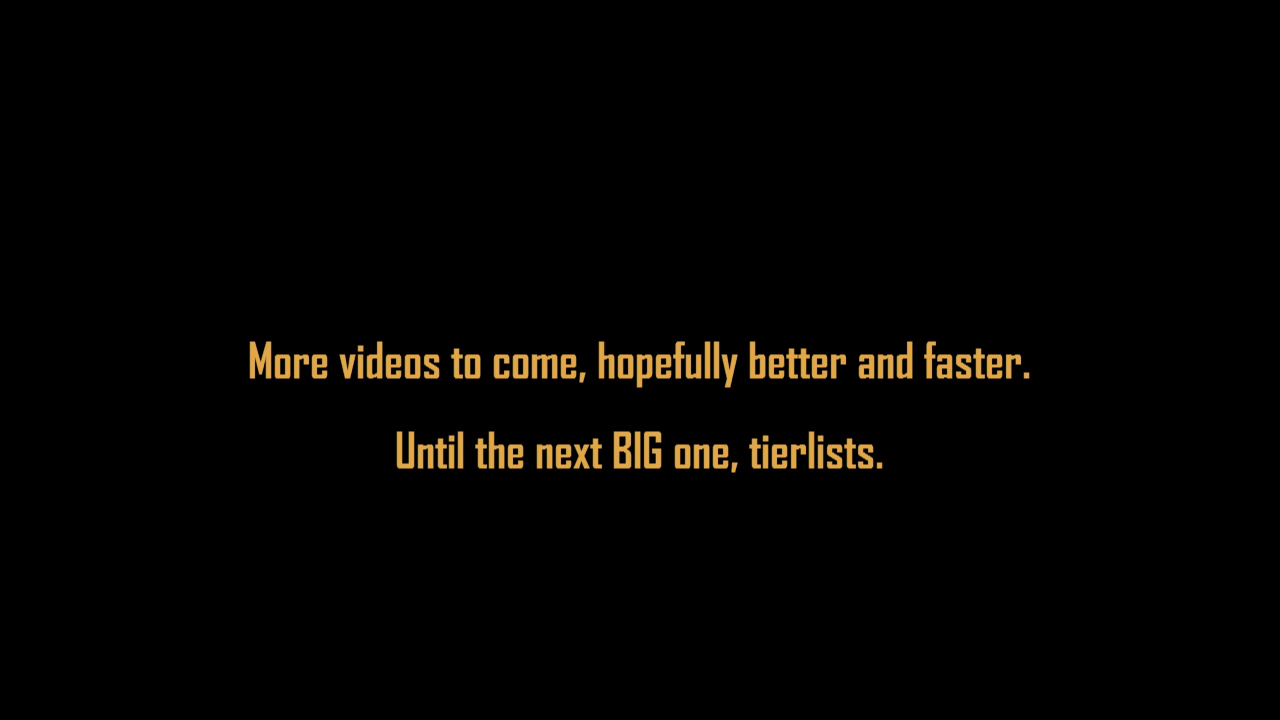 More videos to come, hopefully better and faster.
Until the next BIG one, tierlists.